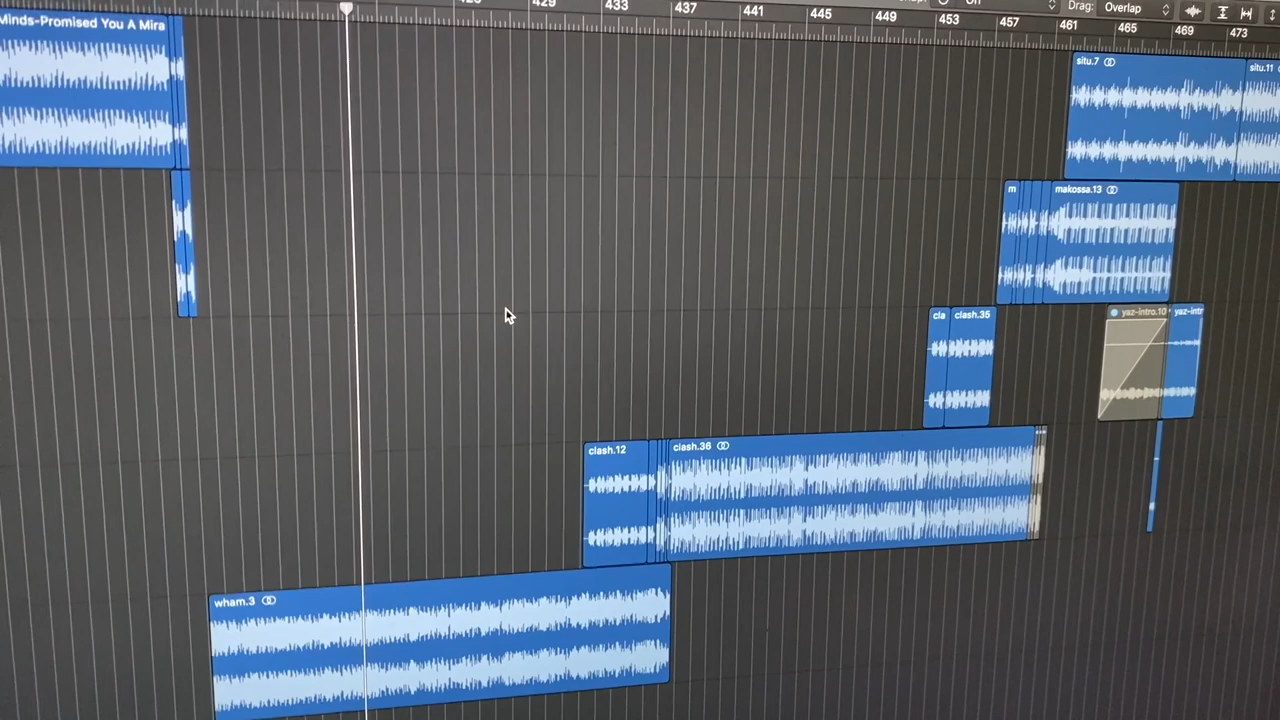 On
Drag: Overlap
429 433 437 441 445 449 453 457 461 465 469 473
Minds-Promised You A Mira
situ.7
situ.11
m
makossa.13
cla
clash.35
yaz-intro.10
yaz-intr
clash.12
clash.36
wham.3